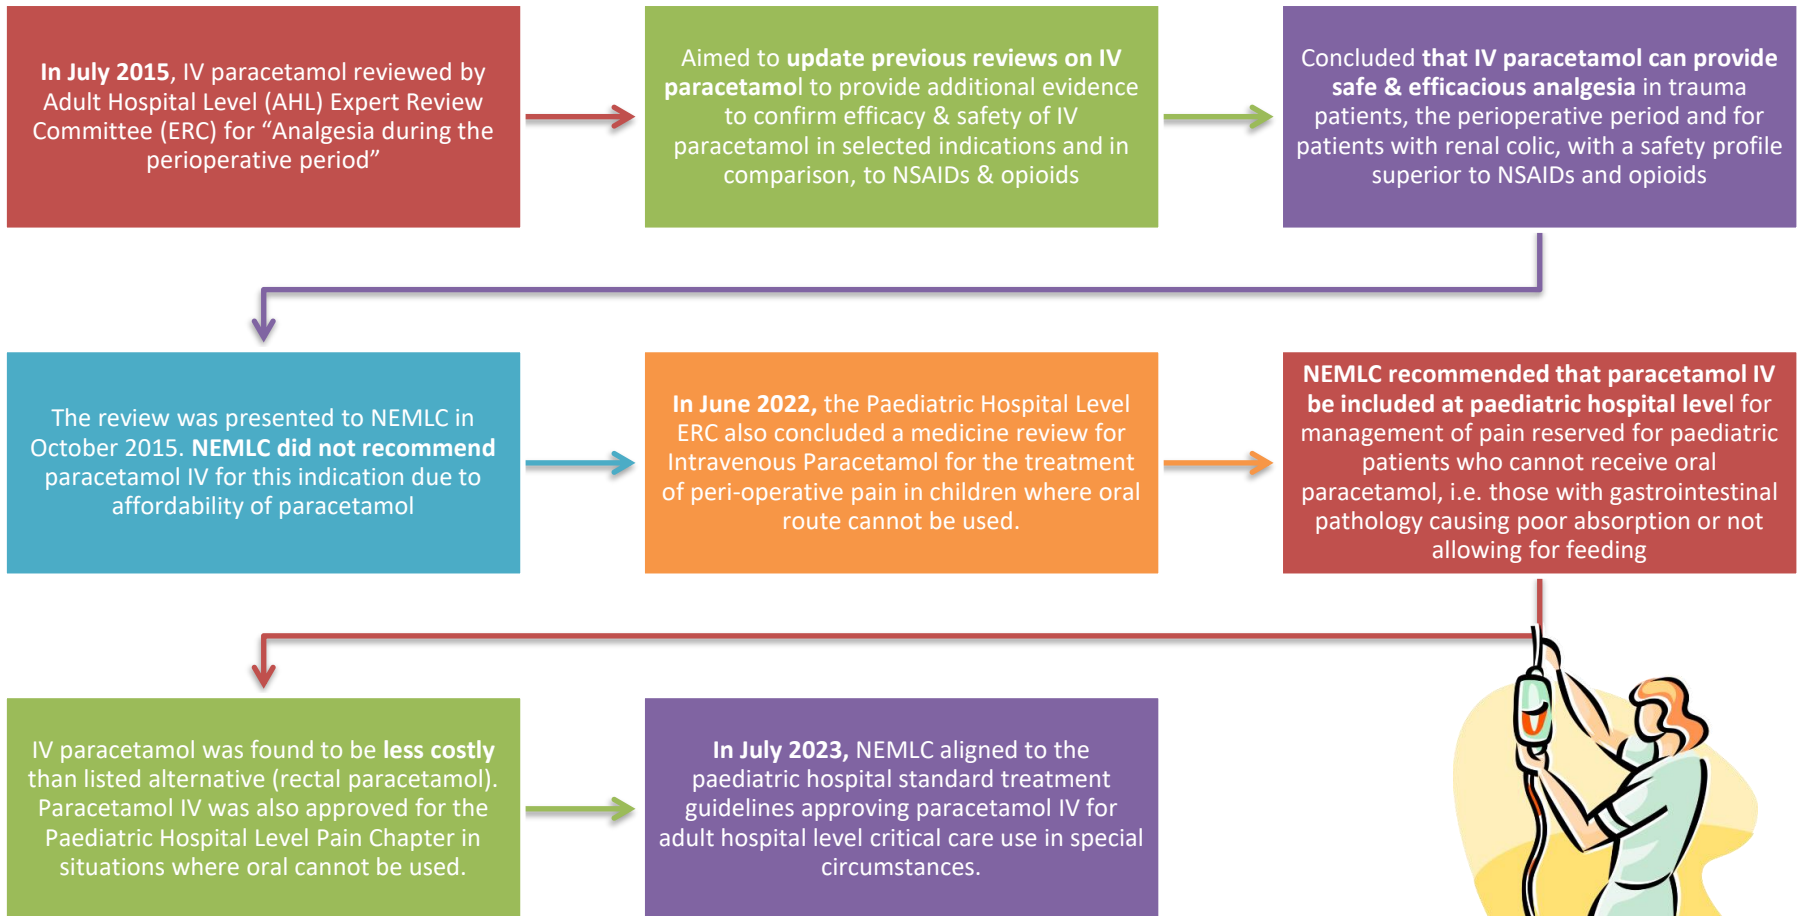 In July 2015, IV paracetamol reviewed by
Adult Hospital Level (AHL) Expert Review
Committee (ERC) for “Analgesia during the
perioperative period”
Aimed to update previous reviews on IV
paracetamol to provide additional evidence
to confirm efficacy & safety of IV
paracetamol in selected indications and in
comparison, to NSAIDs & opioids
Concluded that IV paracetamol can provide
safe & efficacious analgesia in trauma
patients, the perioperative period and for
patients with renal colic, with a safety profile
superior to NSAIDs and opioids
The review was presented to NEMLC in
October 2015. NEMLC did not recommend
paracetamol IV for this indication due to
affordability of paracetamol
In June 2022, the Paediatric Hospital Level
ERC also concluded a medicine review for
Intravenous Paracetamol for the treatment
of peri-operative pain in children where oral
route cannot be used.
NEMLC recommended that paracetamol IV
be included at paediatric hospital level for
management of pain reserved for paediatric
patients who cannot receive oral
paracetamol, i.e. those with gastrointestinal
pathology causing poor absorption or not
allowing for feeding
IV paracetamol was found to be less costly
than listed alternative (rectal paracetamol).
Paracetamol IV was also approved for the
Paediatric Hospital Level Pain Chapter in
situations where oral cannot be used.
In July 2023, NEMLC aligned to the
paediatric hospital standard treatment
guidelines approving paracetamol IV for
adult hospital level critical care use in special
circumstances.